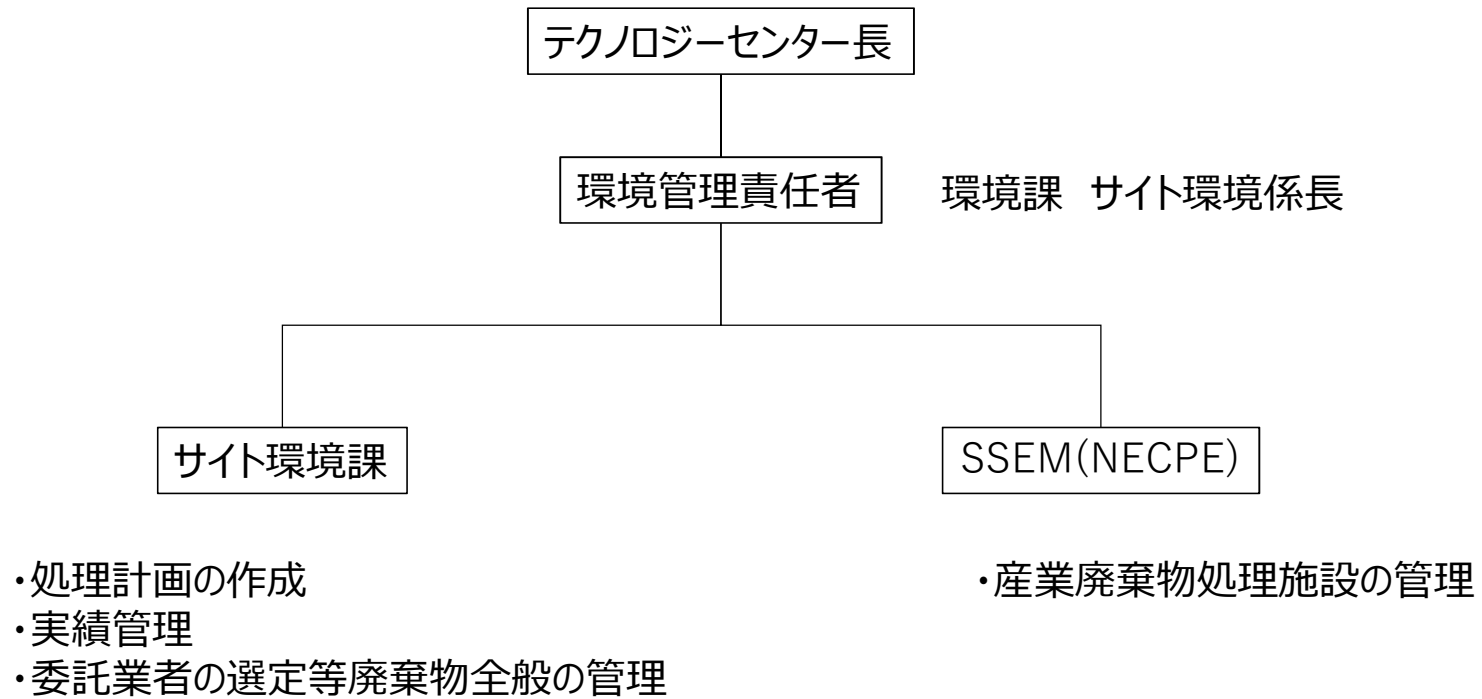 テクノロジーセンター長
環境管理責任者　環境課　サイト環境係長
サイト環境課
SSEM(NECPE)
・処理計画の作成
・実績管理
・委託業者の選定等廃棄物全般の管理
・産業廃棄物処理施設の管理